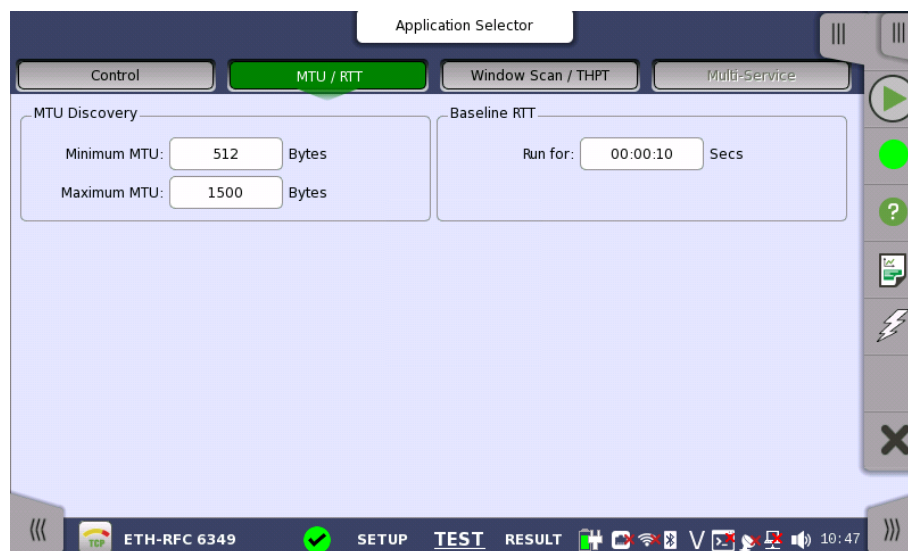 Application Selector
Control MTU / RTT Window Scan / THPT Multi-Service
MTU Discovery
Minimum MTU: 512 Bytes
Maximum MTU: 1500 Bytes
Baseline RTT
Run for: 00:00:10 Secs
TCP ETH-RFC 6349 SETUP TEST RESULT V 10:47